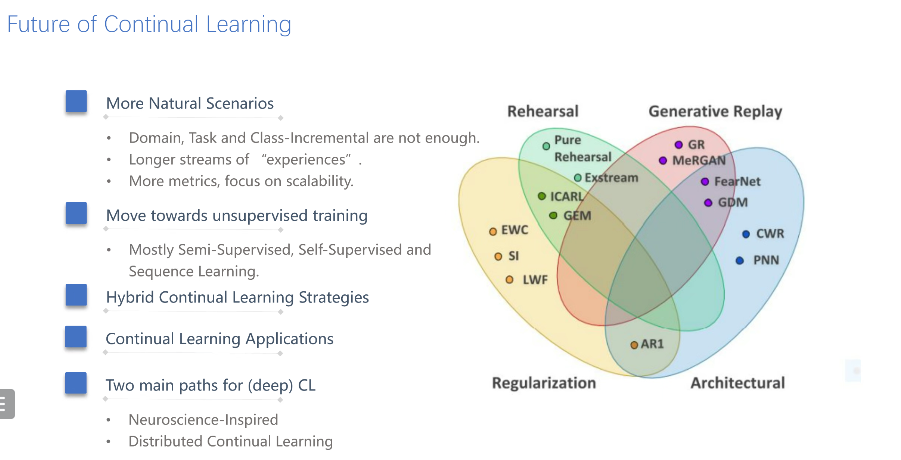 Future of Continual Learning
More Natural Scenarios
• Domain, Task and Class-Incremental are not enough.
• Longer streams of “experiences”.
• More metrics, focus on scalability.
Move towards unsupervised training
• Mostly Semi-Supervised, Self-Supervised and
Sequence Learning.
Hybrid Continual Learning Strategies
Continual Learning Applications
Two main paths for (deep) CL
• Neuroscience-Inspired
• Distributed Continual Learning
Rehearsal
Generative Replay
Pure
Rehearsal
Exstream
ICARL
GEM
GR
MeRGAN
FearNet
GDM
EWC
SI
LWF
CWR
PNN
AR1
Regularization
Architectural